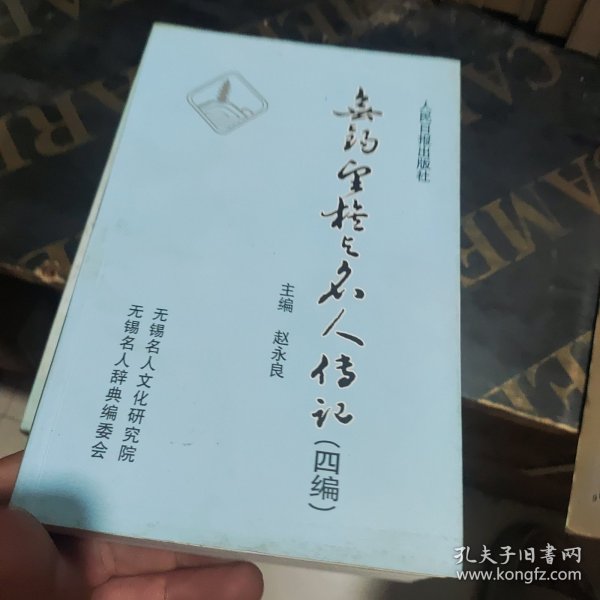 人民日报出版社
无锡望族与名人传记(四编)
主编 赵永良
无锡名人文化研究院
无锡名人辞典编委会
CAME
孔夫子旧书网
www.kongfz.com